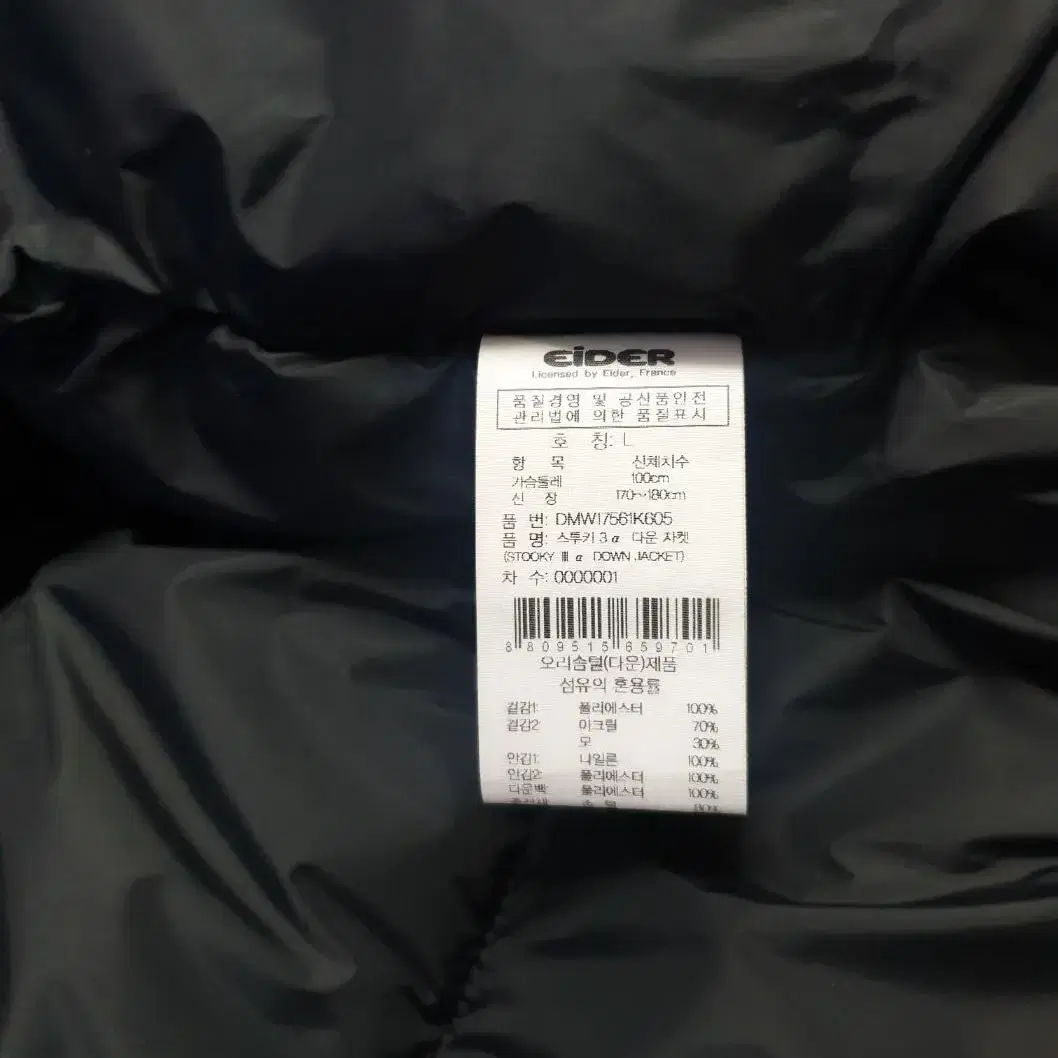 EiDER
Licensed by Eider, France
품질경영 및 공산품안전
관리법에 의한 품질표시
호 칭: L
항 목 신체치수
가슴둘레 100cm
신 장 170~180cm
품 번: DMW17561K605
품 명: 스투키 3 α 다운 자켓
(STOOKY Ⅲ α DOWN JACKET)
차 수: 0000001
8 809515 659701
오리솜털(다운)제품
섬유의 혼용률
겉감1: 폴리에스터 100%
겉감2: 아크릴 70%
모 30%
안감1: 나일론 100%
안감2: 폴리에스터 100%
다운백: 폴리에스터 100%
솜털 80%